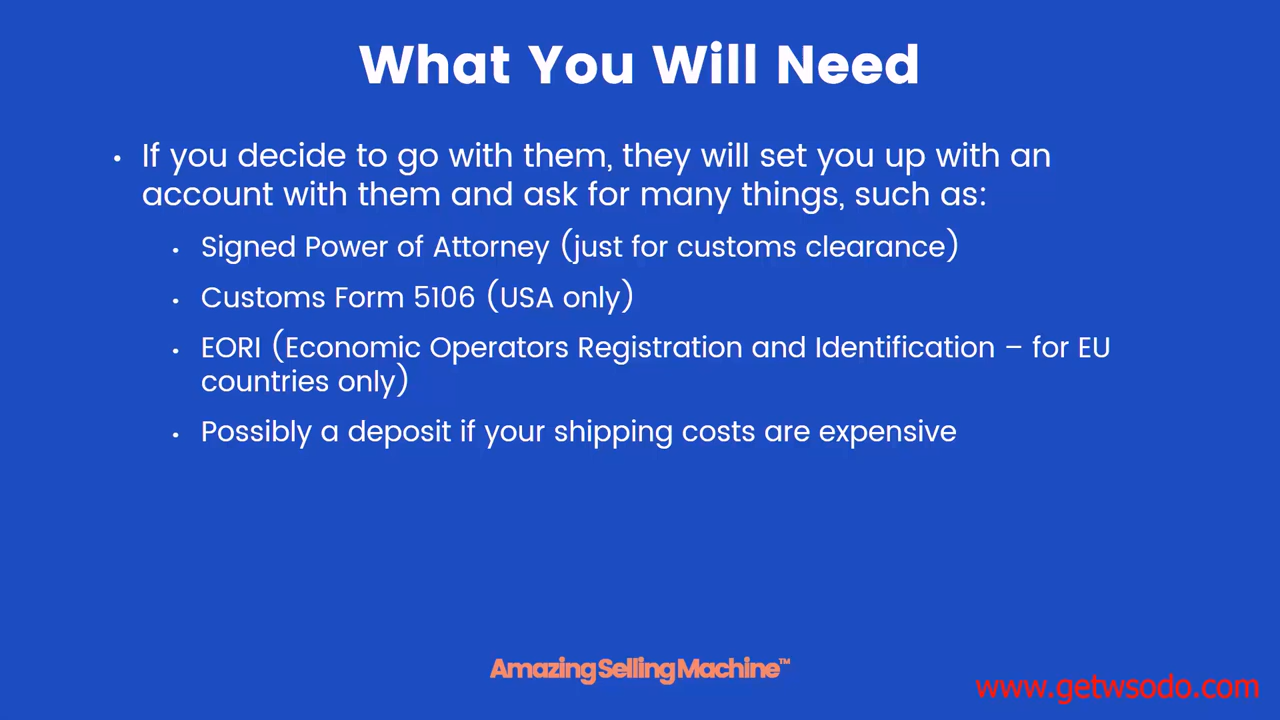 What You Will Need
• If you decide to go with them, they will set you up with an
account with them and ask for many things, such as:
• Signed Power of Attorney (just for customs clearance)
• Customs Form 5106 (USA only)
• EORI (Economic Operators Registration and Identification – for EU
countries only)
• Possibly a deposit if your shipping costs are expensive
Amazing Selling Machine™
www.getwsodo.com